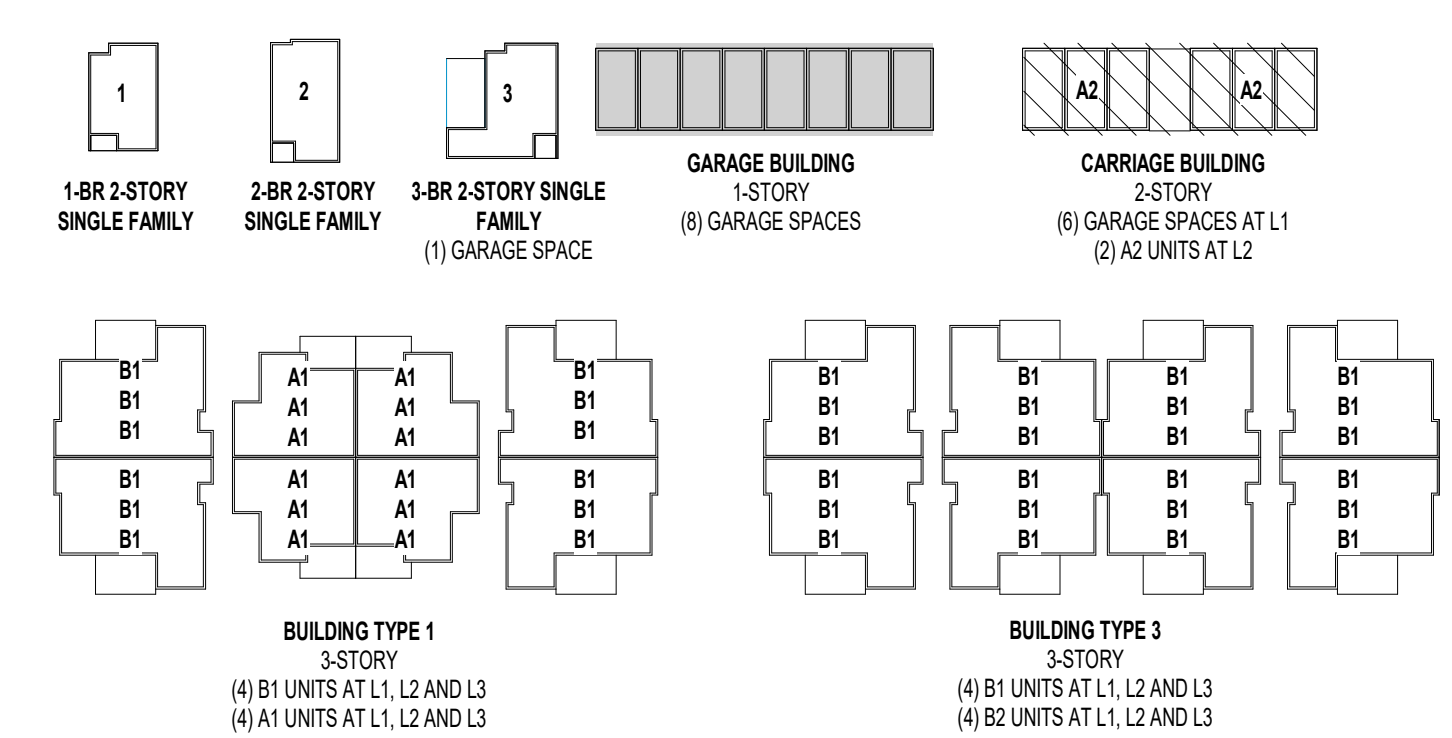 1
2
3
A2 A2
1-BR 2-STORY
SINGLE FAMILY
2-BR 2-STORY
SINGLE FAMILY
3-BR 2-STORY SINGLE
FAMILY
(1) GARAGE SPACE
GARAGE BUILDING
1-STORY
(8) GARAGE SPACES
CARRIAGE BUILDING
2-STORY
(6) GARAGE SPACES AT L1
(2) A2 UNITS AT L2
B1 A1 A1 B1
B1 A1 A1 B1
B1 A1 A1 B1
B1 A1 A1 B1
B1 A1 A1 B1
B1 A1 A1 B1
BUILDING TYPE 1
3-STORY
(4) B1 UNITS AT L1, L2 AND L3
(4) A1 UNITS AT L1, L2 AND L3
B1 B1 B1 B1
B1 B1 B1 B1
B1 B1 B1 B1
B1 B1 B1 B1
B1 B1 B1 B1
B1 B1 B1 B1
BUILDING TYPE 3
3-STORY
(4) B1 UNITS AT L1, L2 AND L3
(4) B2 UNITS AT L1, L2 AND L3